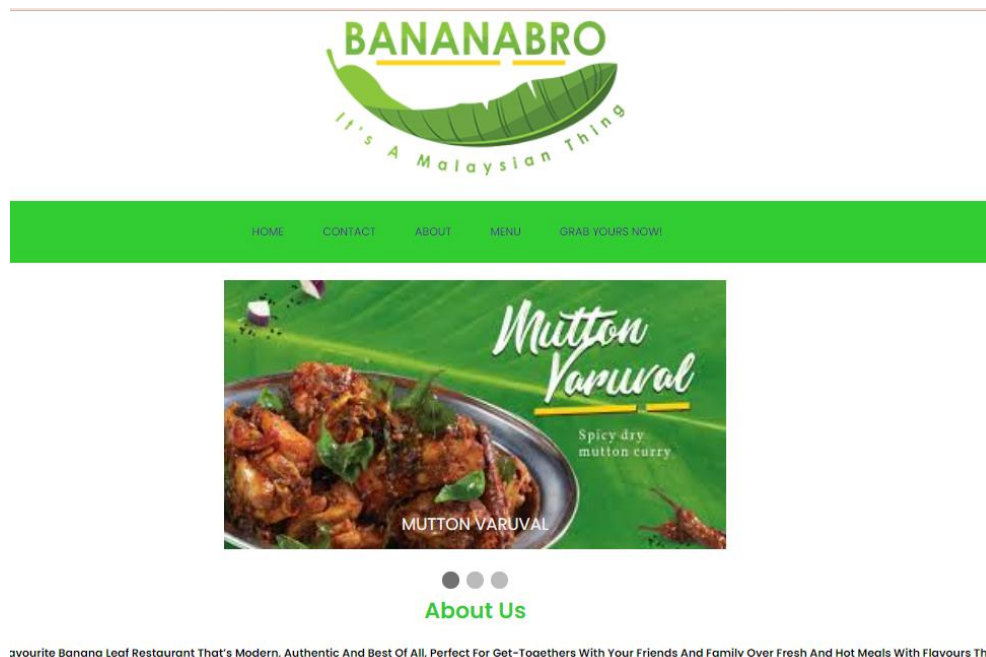 BANANABRO
It's A Malaysian Thing
HOME CONTACT ABOUT MENU GRAB YOURS NOW!
Mutton
Varuval
Spicy dry
mutton curry
MUTTON VARUVAL
About Us
avourite Banana Leaf Restaurant That's Modern, Authentic And Best Of All, Perfect For Get-Togethers With Your Friends And Family Over Fresh And Hot Meals With Flavours Th